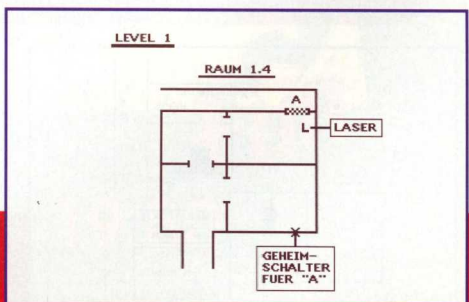 LEVEL 1
RAUM 1.4
A
L
LASER
GEHEIM-
SCHALTER
FUER "A"